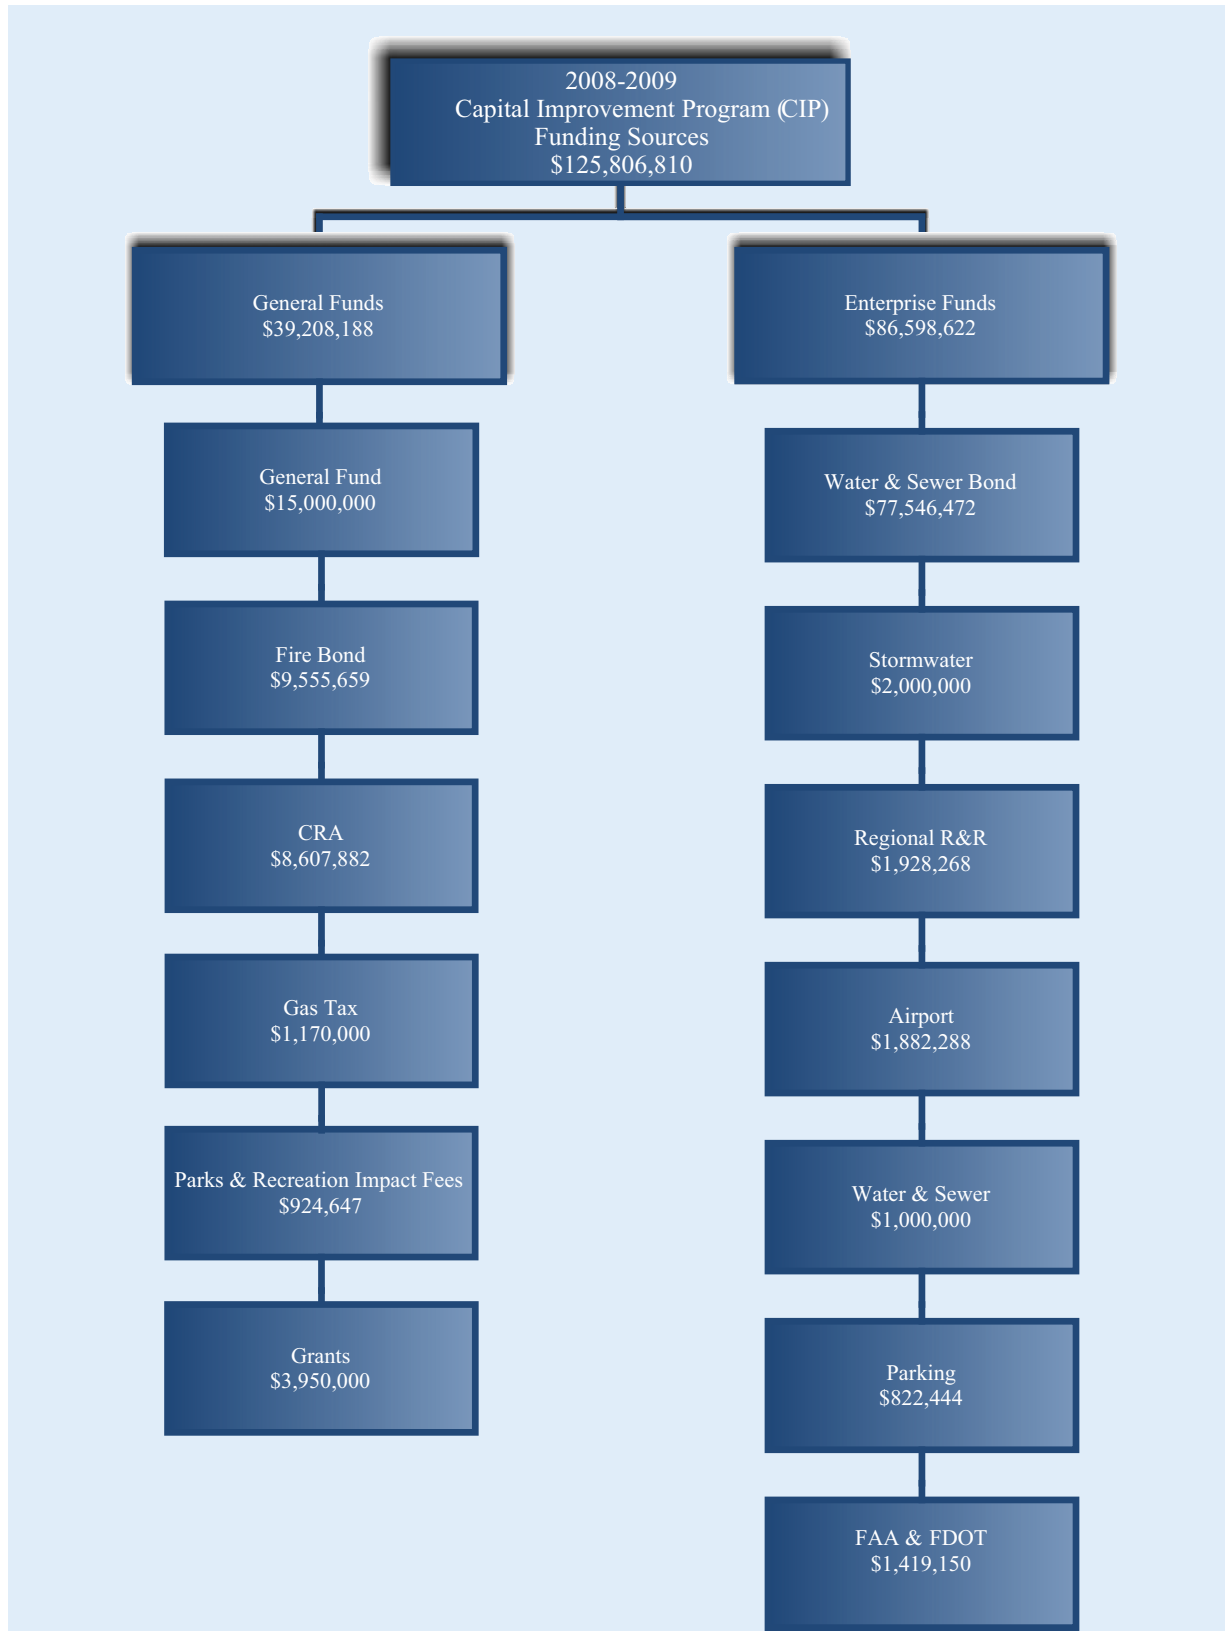 2008-2009
Capital Improvement Program (CIP)
Funding Sources
$125,806,810
General Funds
$39,208,188
General Fund
$15,000,000
Fire Bond
$9,555,659
CRA
$8,607,882
Gas Tax
$1,170,000
Parks & Recreation Impact Fees
$924,647
Grants
$3,950,000
Enterprise Funds
$86,598,622
Water & Sewer Bond
$77,546,472
Stormwater
$2,000,000
Regional R&R
$1,928,268
Airport
$1,882,288
Water & Sewer
$1,000,000
Parking
$822,444
FAA & FDOT
$1,419,150